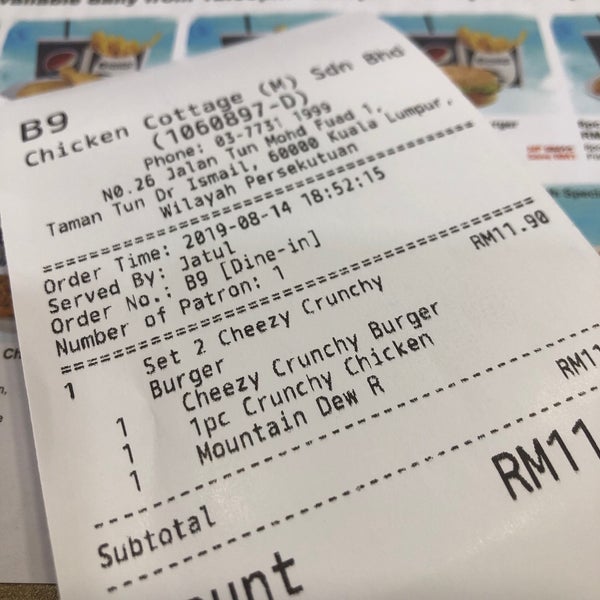 B9
Chicken Cottage (M) Sdn Bhd
(1060897-D)
Phone: 03-7731 1999
NO.26 Jalan Tun Mohd Fuad 1,
Taman Tun Dr Ismail, 60000 Kuala Lumpur,
Wilayah Persekutuan
Order Time: 2019-08-14 18:52:15
Served By: Jatul
Order No.: B9 [Dine-in]
Number of Patron: 1
1 Set 2 Cheezy Crunchy RM11.90
Burger
1 Cheezy Crunchy Burger
1 1pc Crunchy Chicken
1 Mountain Dew R
Subtotal RM11
RM11